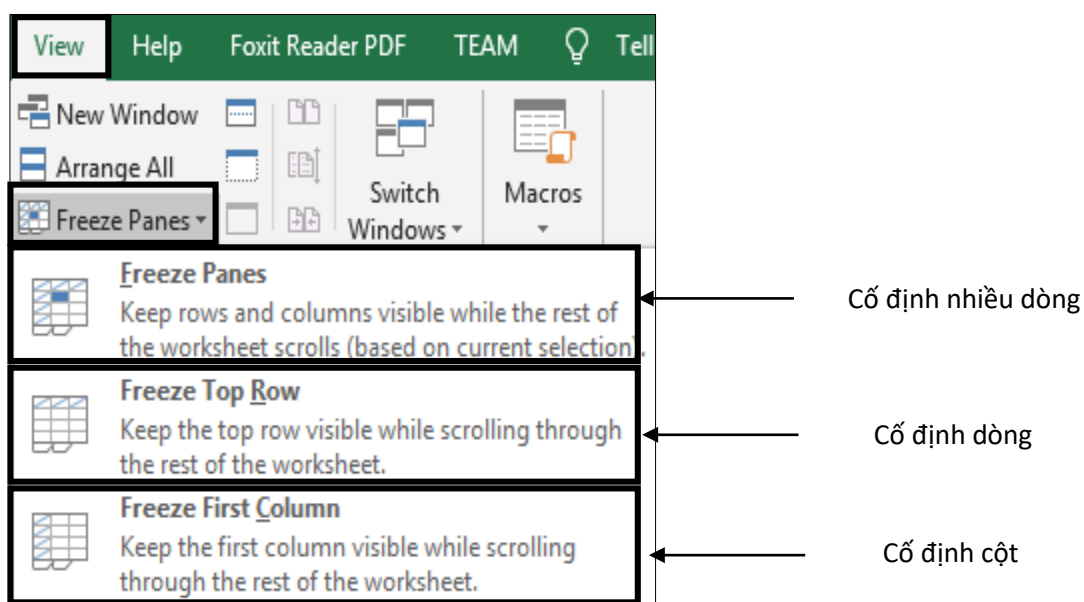 View Help Foxit Reader PDF TEAM Tell
New Window
Arrange All
Freeze Panes
Switch
Windows
Macros
Freeze Panes
Keep rows and columns visible while the rest of
the worksheet scrolls (based on current selection).
Cố định nhiều dòng
Freeze Top Row
Keep the top row visible while scrolling through
the rest of the worksheet.
Cố định dòng
Freeze First Column
Keep the first column visible while scrolling
through the rest of the worksheet.
Cố định cột